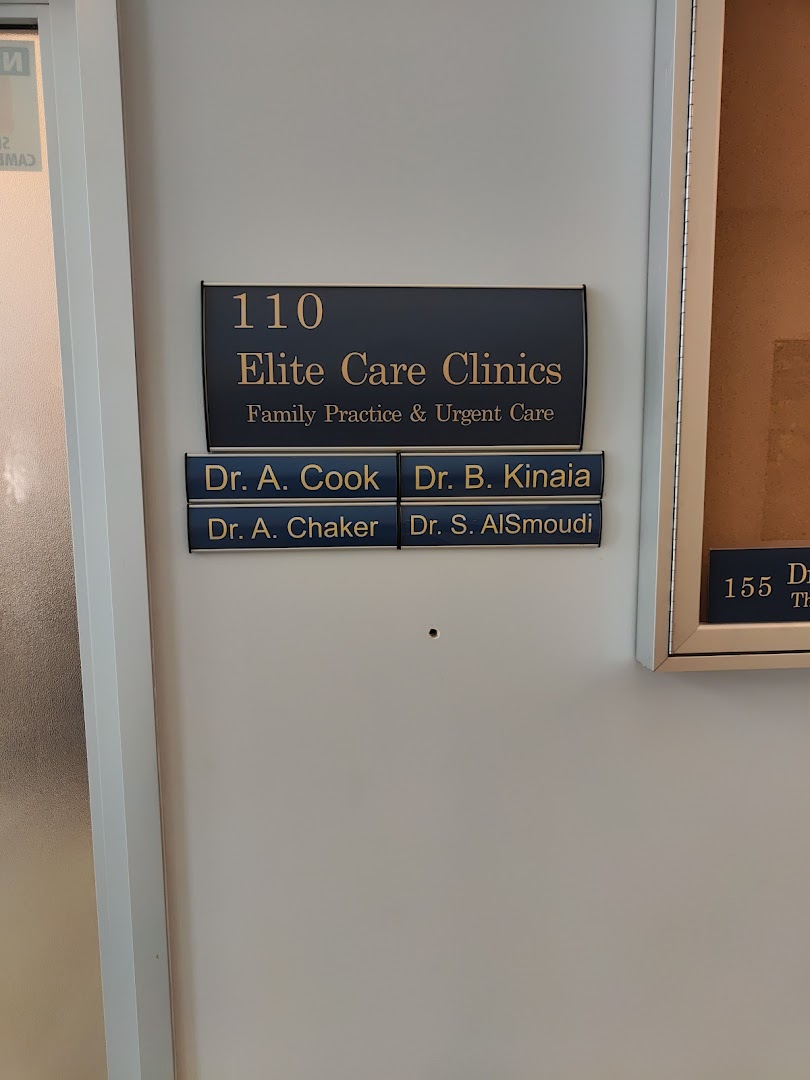 110
Elite Care Clinics
Family Practice & Urgent Care
Dr. A. Cook
Dr. B. Kinaia
Dr. A. Chaker
Dr. S. AlSmoudi
155